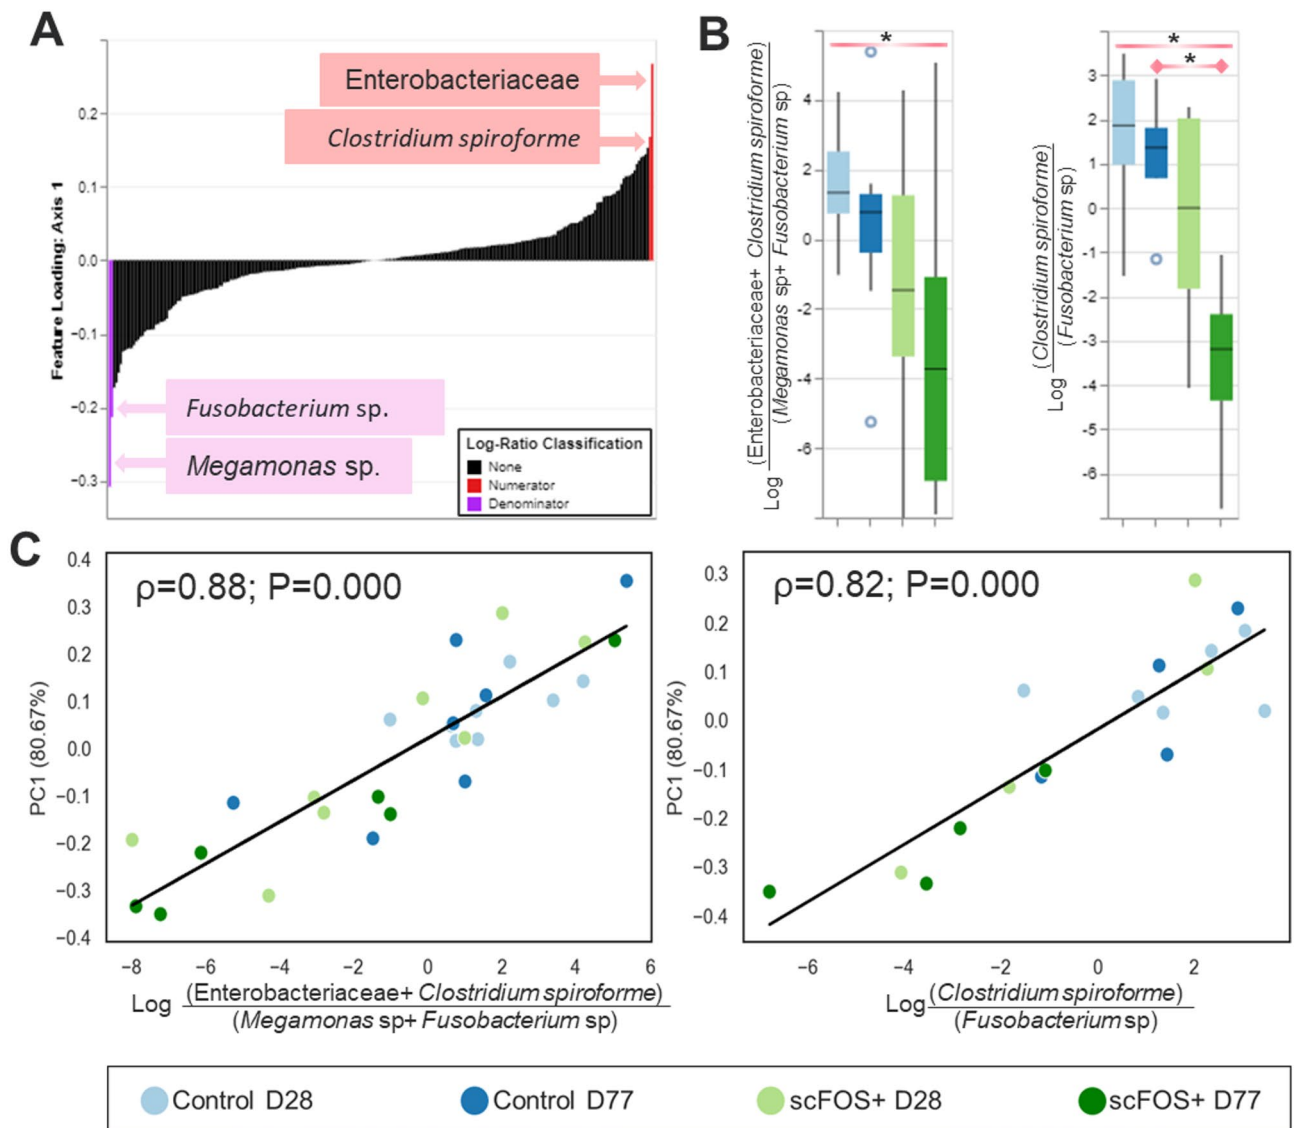 A
Feature Loading: Axis 1
0.2
0.1
0.0
−0.1
−0.2
−0.3
Enterobacteriaceae
Clostridium spiroforme
Fusobacterium sp.
Megamonas sp.
Log-Ratio Classification
None
Numerator
Denominator
B
Log (Enterobacteriaceae+ Clostridium spiroforme)
(Megamonas sp+ Fusobacterium sp)
4
2
0
-2
-4
-6
*
Log (Clostridium spiroforme)
(Fusobacterium sp)
3
2
1
0
-1
-2
-3
-4
-5
-6
*
*
C
PC1 (80.67%)
0.4
0.3
0.2
0.1
0.0
−0.1
−0.2
−0.3
−0.4
ρ=0.88; P=0.000
−8 −6 −4 −2 0 2 4 6
Log (Enterobacteriaceae+ Clostridium spiroforme)
(Megamonas sp+ Fusobacterium sp)
PC1 (80.67%)
0.3
0.2
0.1
0.0
−0.1
−0.2
−0.3
−0.4
ρ=0.82; P=0.000
−6 −4 −2 0 2
Log (Clostridium spiroforme)
(Fusobacterium sp)
Control D28 Control D77 scFOS+ D28 scFOS+ D77